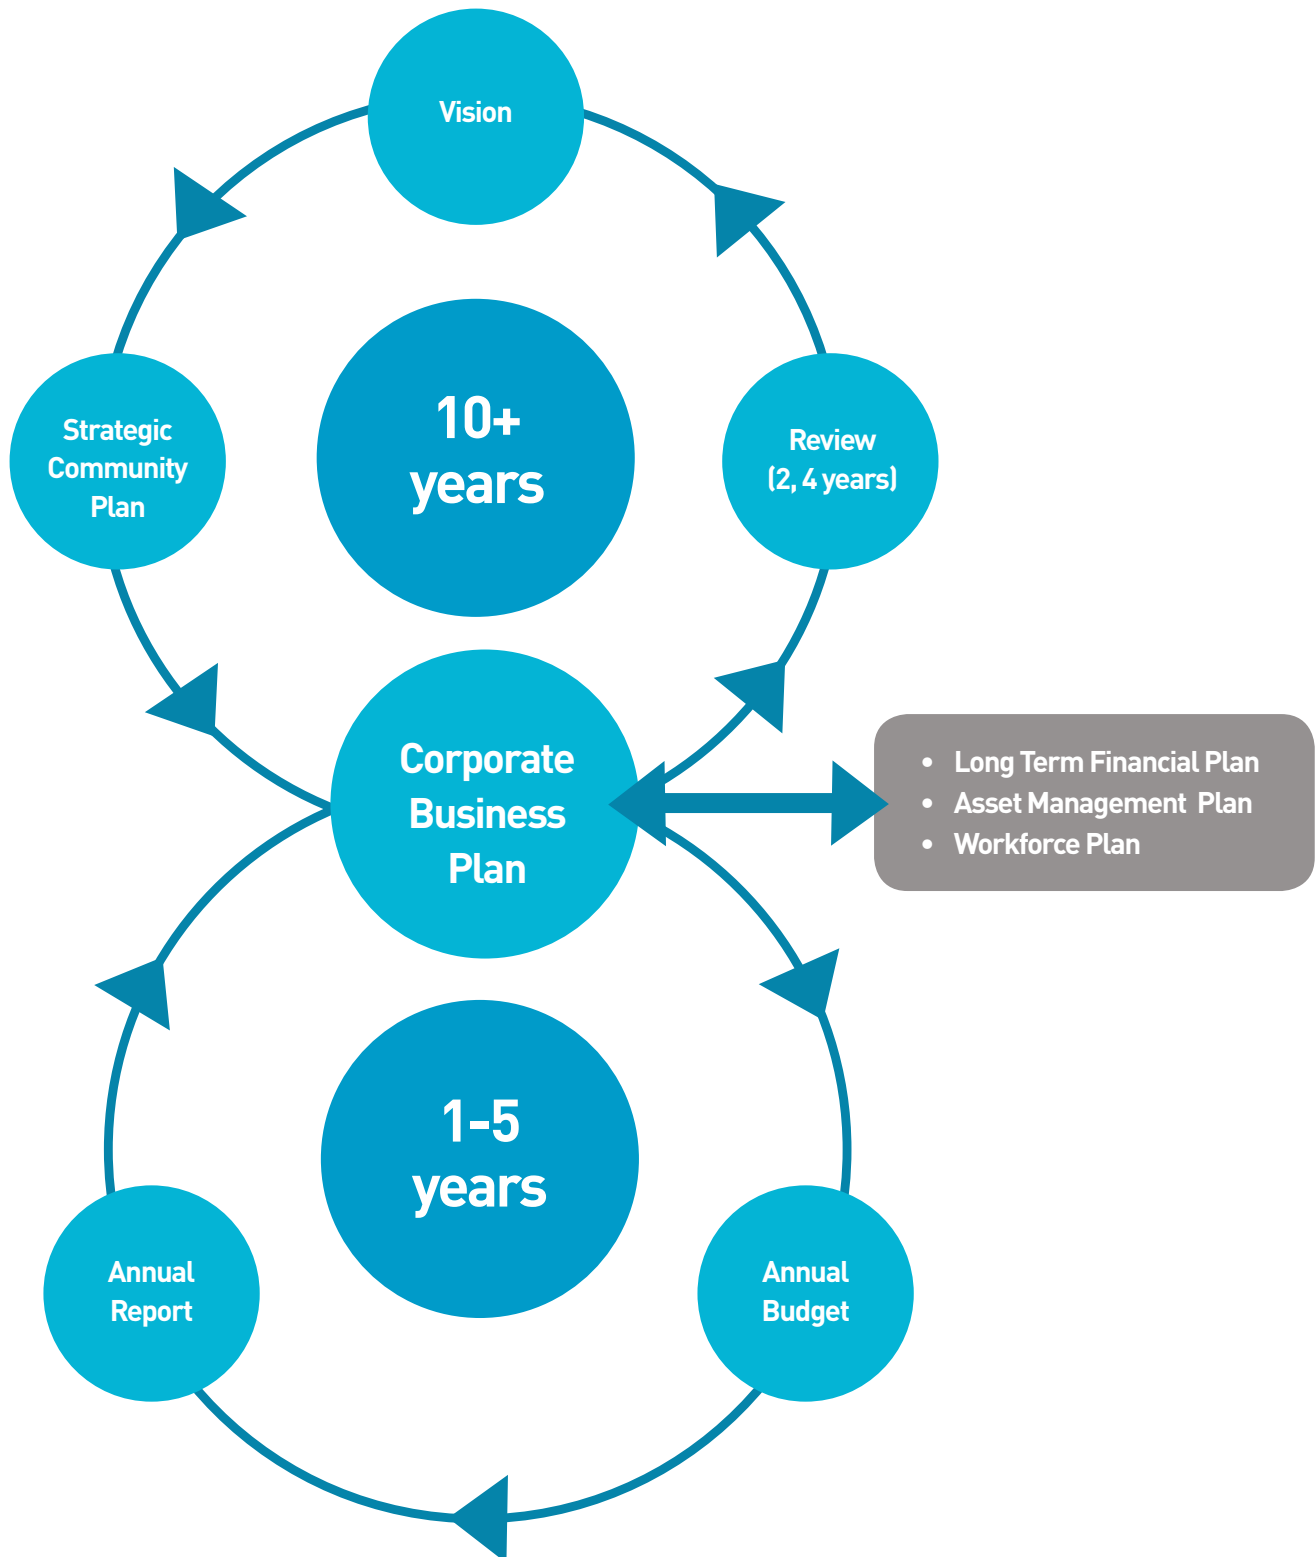 Vision
10+
years
Strategic
Community
Plan
Review
(2, 4 years)
Corporate
Business
Plan
• Long Term Financial Plan
• Asset Management  Plan
• Workforce Plan
1-5
years
Annual
Report
Annual
Budget